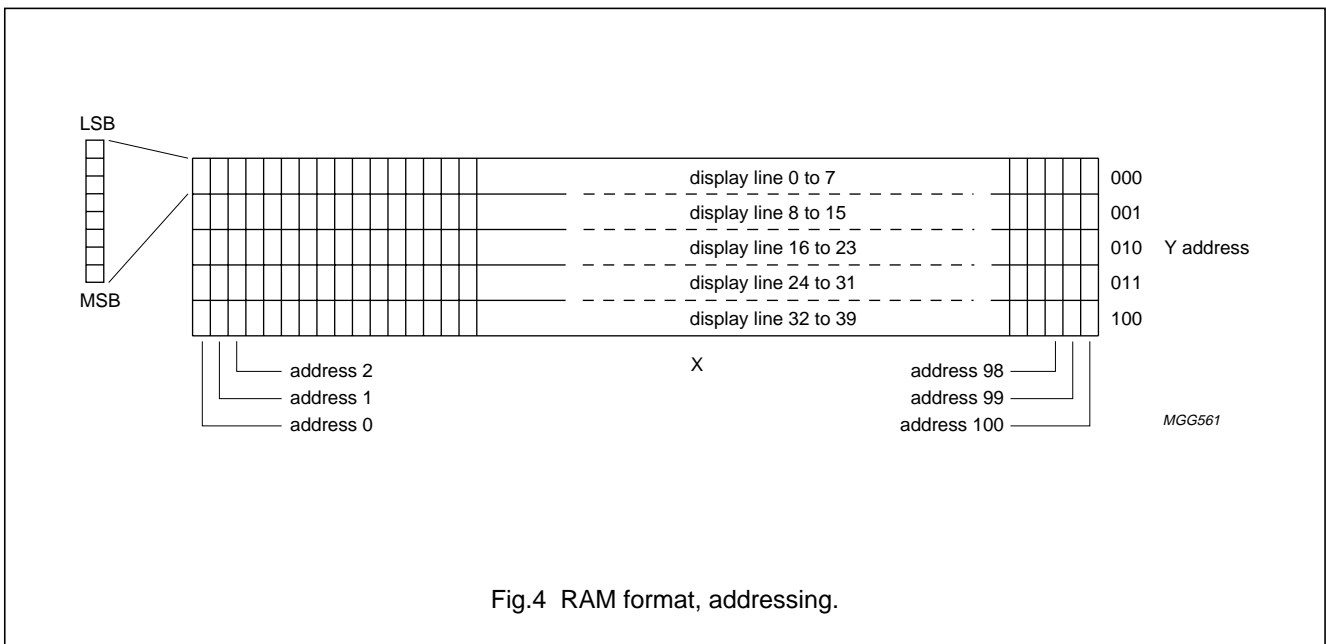 LSB
display line 0 to 7 000
display line 8 to 15 001
display line 16 to 23 010 Y address
MSB display line 24 to 31 011
display line 32 to 39 100
address 2 X address 98
address 1 address 99
address 0 address 100 MGG561
Fig.4 RAM format, addressing.